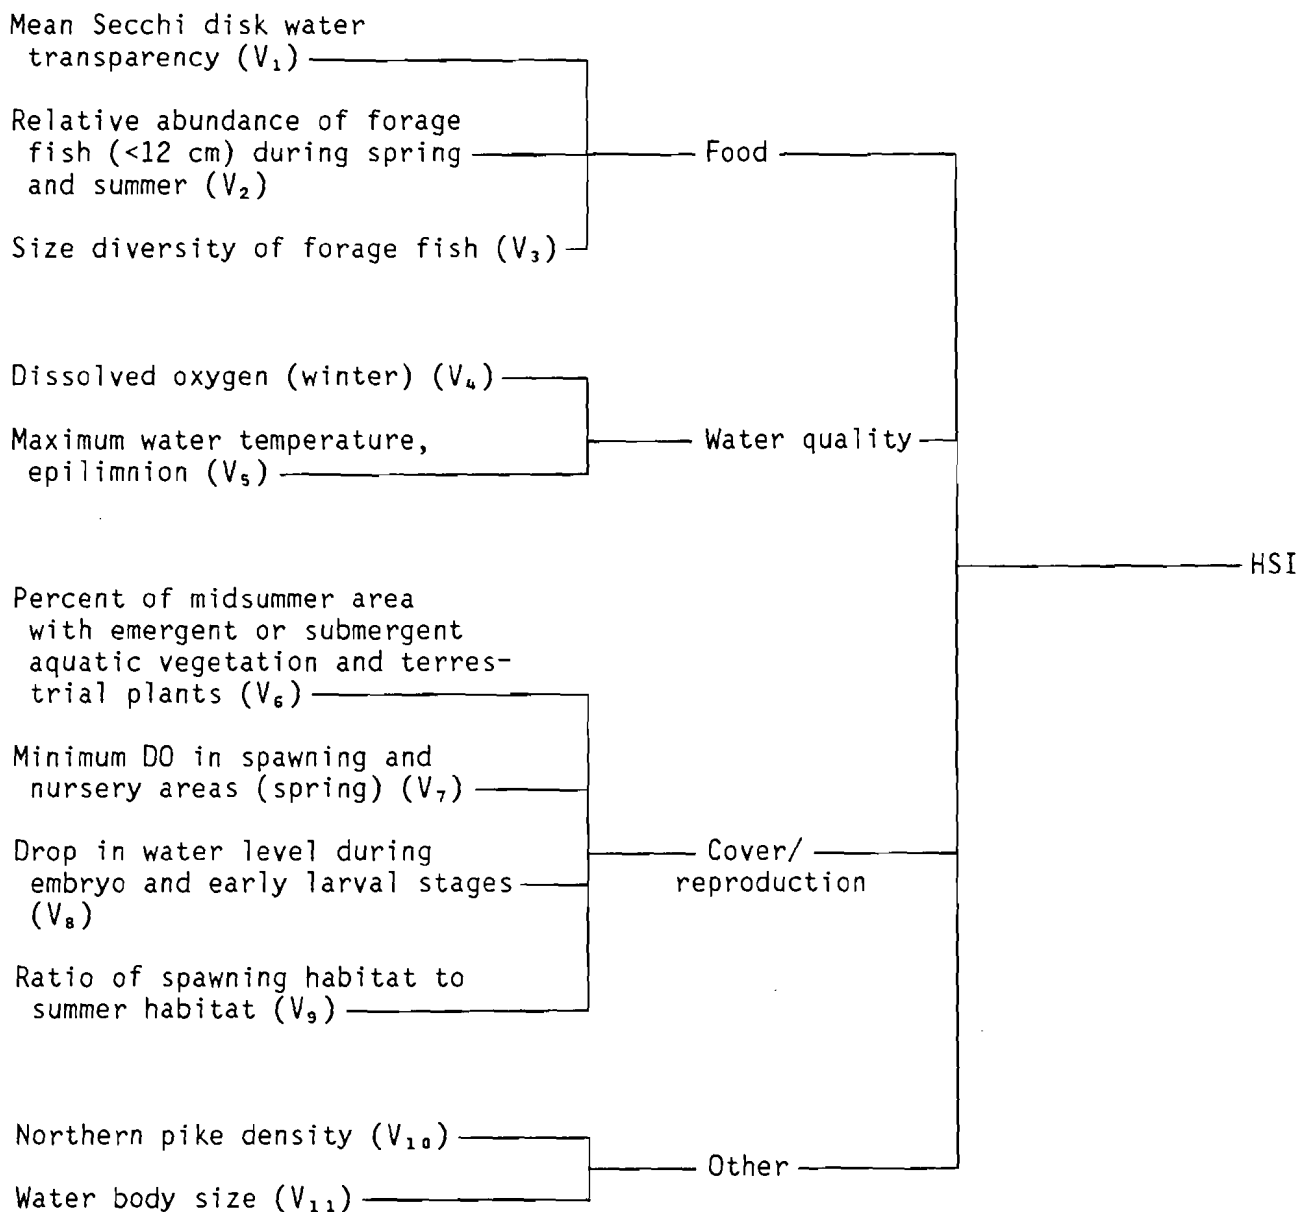 Mean Secchi disk water
transparency (V₁)
Relative abundance of forage
fish (<12 cm) during spring
and summer (V₂)
Size diversity of forage fish (V₃)
Food
Dissolved oxygen (winter) (V₄)
Maximum water temperature,
epilimnion (V₅)
Water quality
HSI
Percent of midsummer area
with emergent or submergent
aquatic vegetation and terres-
trial plants (V₆)
Minimum DO in spawning and
nursery areas (spring) (V₇)
Drop in water level during
embryo and early larval stages
(V₈)
Ratio of spawning habitat to
summer habitat (V₉)
Cover/
reproduction
Northern pike density (V₁₀)
Water body size (V₁₁)
Other